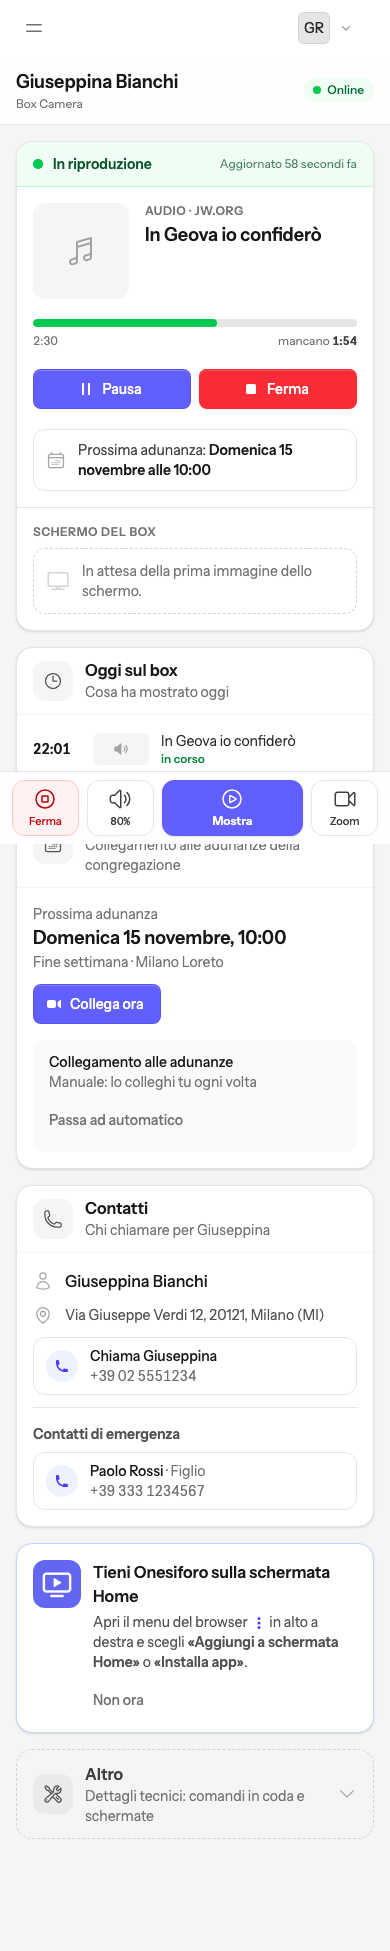 GR
Giuseppina Bianchi
Box Camera
Online
In riproduzione
Aggiornato 58 secondi fa
AUDIO · JW.ORG
In Geova io confiderò
2:30
mancano 1:54
Pausa
Ferma
Prossima adunanza: Domenica 15
novembre alle 10:00
SCHERMO DEL BOX
In attesa della prima immagine dello
schermo.
Oggi sul box
Cosa ha mostrato oggi
22:01
In Geova io confiderò
in corso
Ferma
80%
Mostra
Zoom
Collegamento alle adunanze della
congregazione
Prossima adunanza
Domenica 15 novembre, 10:00
Fine settimana · Milano Loreto
Collega ora
Collegamento alle adunanze
Manuale: lo colleghi tu ogni volta
Passa ad automatico
Contatti
Chi chiamare per Giuseppina
Giuseppina Bianchi
Via Giuseppe Verdi 12, 20121, Milano (MI)
Chiama Giuseppina
+39 02 5551234
Contatti di emergenza
Paolo Rossi · Figlio
+39 333 1234567
Tieni Onesiforo sulla schermata
Home
Apri il menu del browser ⋮ in alto a
destra e scegli «Aggiungi a schermata
Home» o «Installa app».
Non ora
Altro
Dettagli tecnici: comandi in coda e
schermate